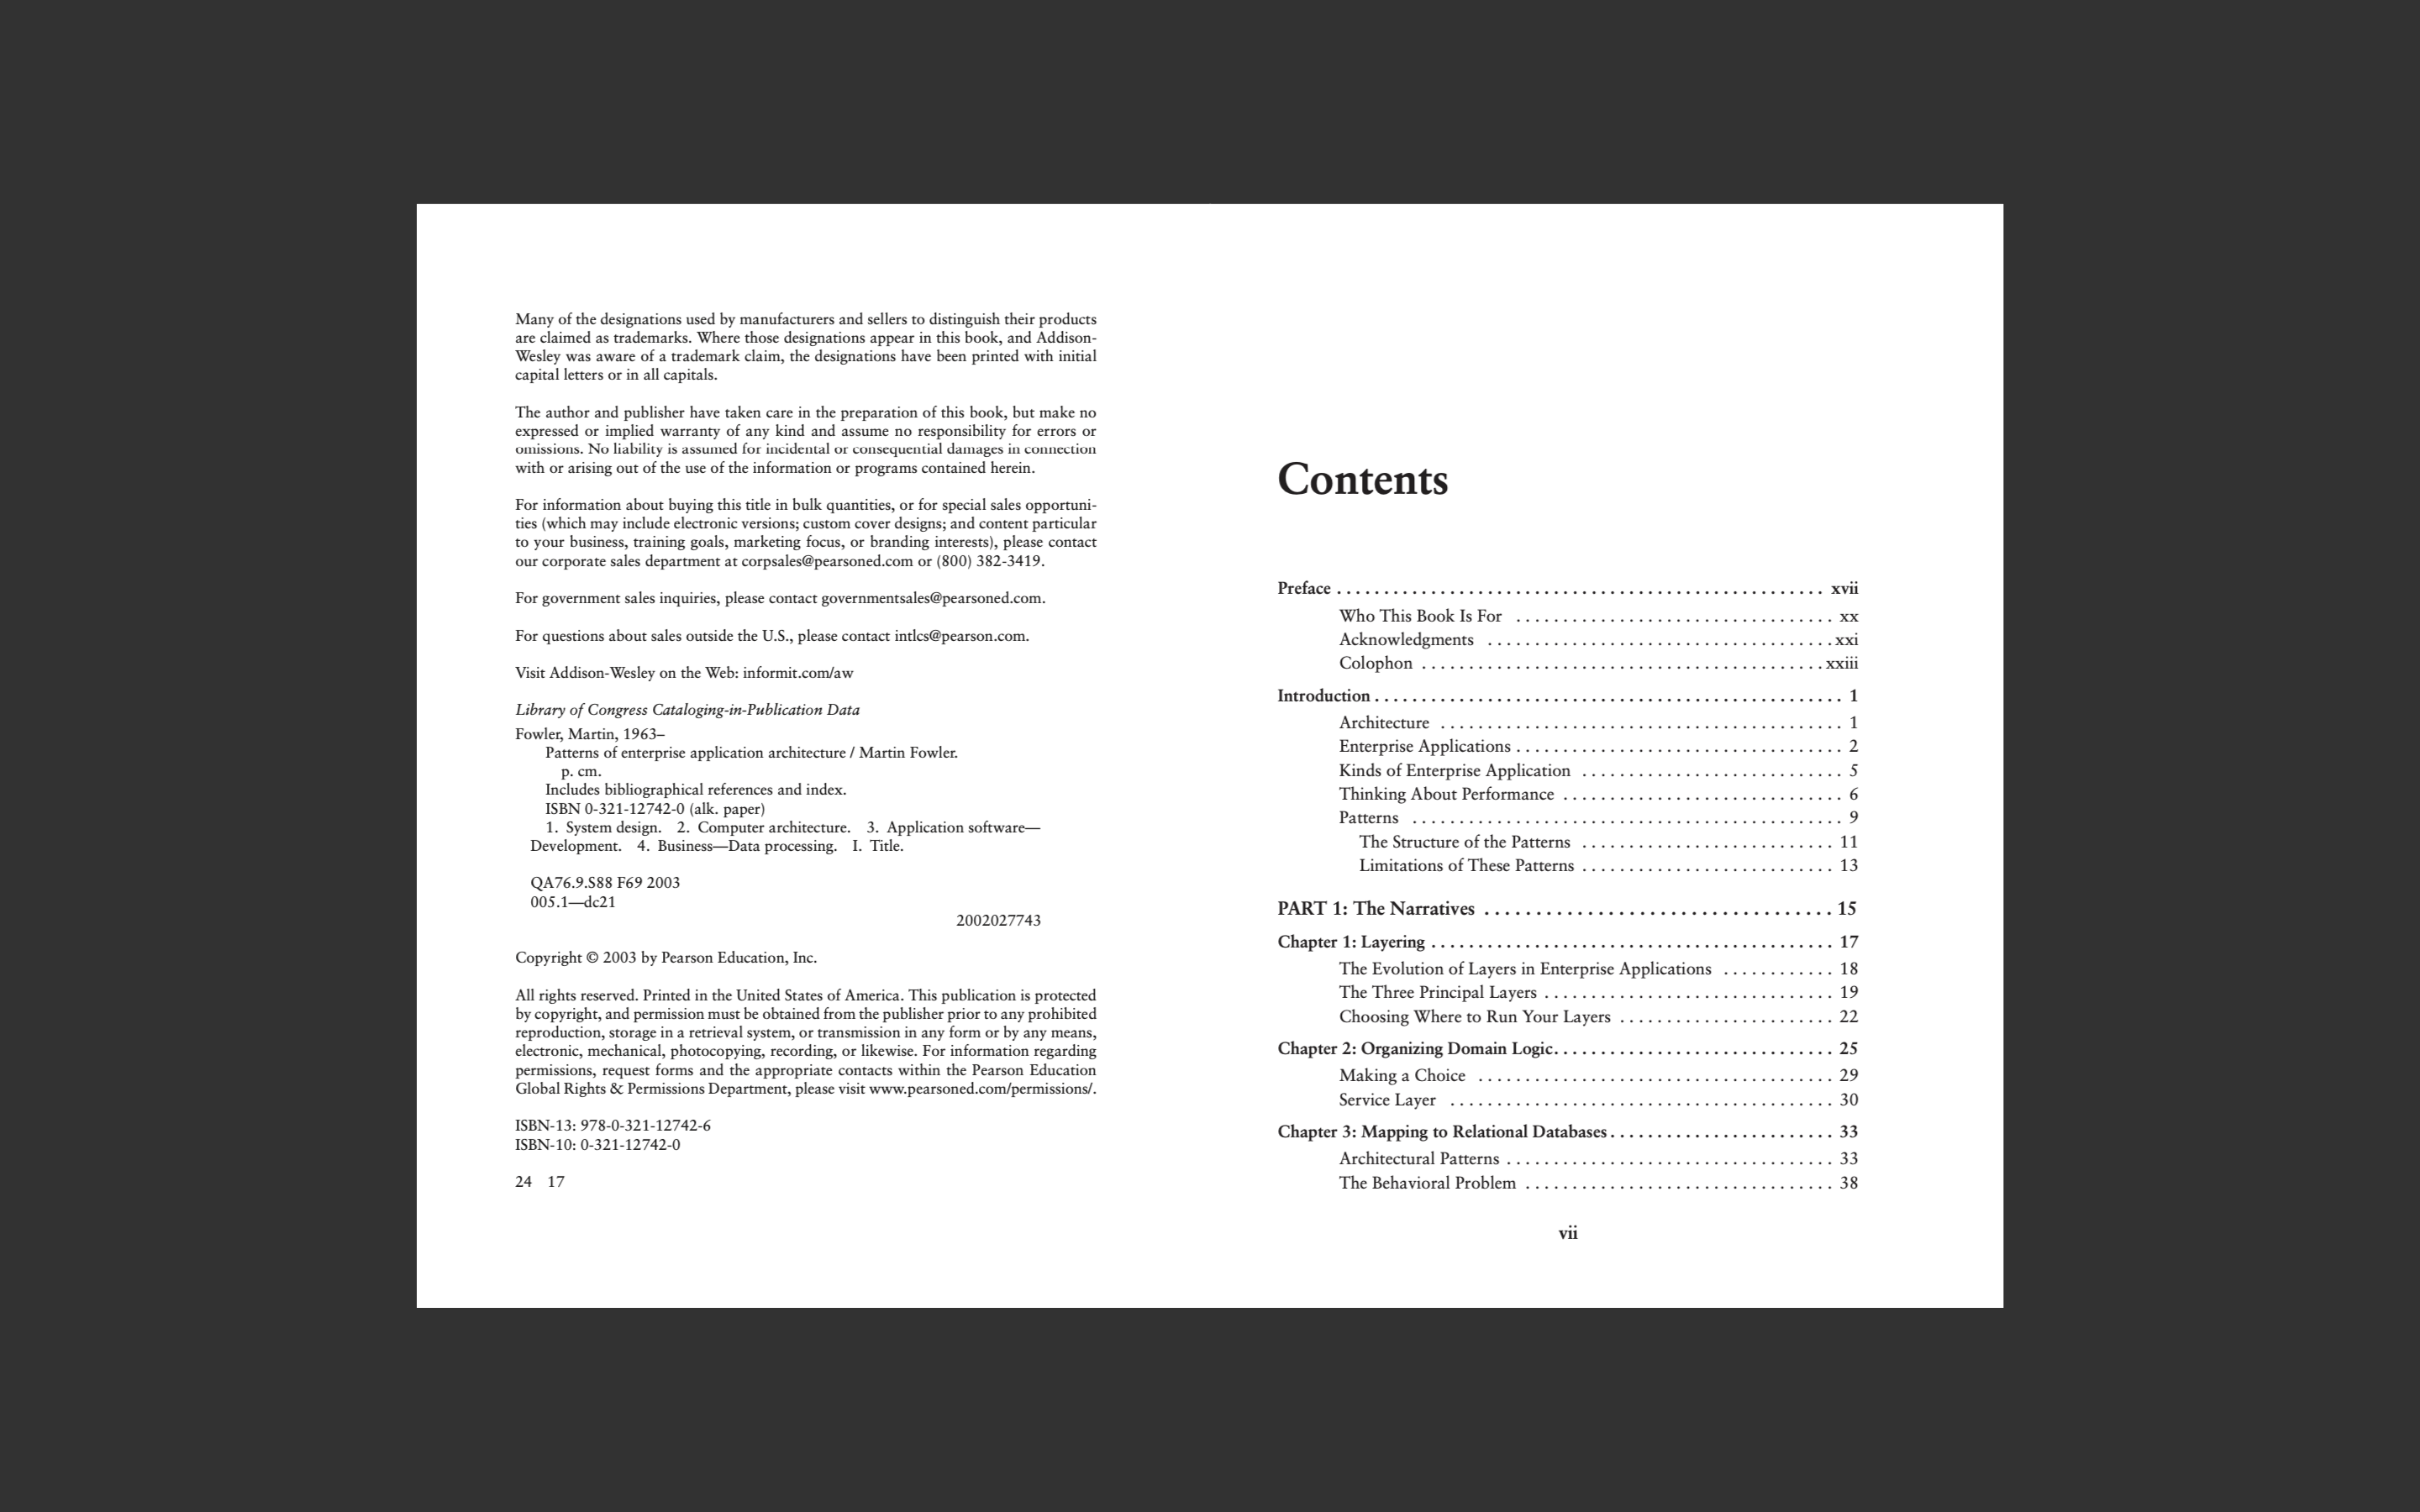 Many of the designations used by manufacturers and sellers to distinguish their products
are claimed as trademarks. Where those designations appear in this book, and Addison-
Wesley was aware of a trademark claim, the designations have been printed with initial
capital letters or in all capitals.
The author and publisher have taken care in the preparation of this book, but make no
expressed or implied warranty of any kind and assume no responsibility for errors or
omissions. No liability is assumed for incidental or consequential damages in connection
with or arising out of the use of the information or programs contained herein.
For information about buying this title in bulk quantities, or for special sales opportuni-
ties (which may include electronic versions; custom cover designs; and content particular
to your business, training goals, marketing focus, or branding interests), please contact
our corporate sales department at corpsales@pearsoned.com or (800) 382-3419.
For government sales inquiries, please contact governmentsales@pearsoned.com.
For questions about sales outside the U.S., please contact intlcs@pearson.com.
Visit Addison-Wesley on the Web: informit.com/aw
Library of Congress Cataloging-in-Publication Data
Fowler, Martin, 1963–
Patterns of enterprise application architecture / Martin Fowler.
p. cm.
Includes bibliographical references and index.
ISBN 0-321-12742-0 (alk. paper)
1. System design. 2. Computer architecture. 3. Application software—
Development. 4. Business—Data processing. I. Title.
QA76.9.S88 F69 2003
005.1—dc21
2002027743
Copyright © 2003 by Pearson Education, Inc.
All rights reserved. Printed in the United States of America. This publication is protected
by copyright, and permission must be obtained from the publisher prior to any prohibited
reproduction, storage in a retrieval system, or transmission in any form or by any means,
electronic, mechanical, photocopying, recording, or likewise. For information regarding
permissions, request forms and the appropriate contacts within the Pearson Education
Global Rights & Permissions Department, please visit www.pearsoned.com/permissions/.
ISBN-13: 978-0-321-12742-6
ISBN-10: 0-321-12742-0
24 17
Contents
Preface . . . . . . . . . . . . . . . . . . . . xvii
Who This Book Is For . . . . . . . . . . . . . . . . . . . . xx
Acknowledgments . . . . . . . . . . . . . . . . . . . . xxi
Colophon . . . . . . . . . . . . . . . . . . . . xxiii
Introduction . . . . . . . . . . . . . . . . . . . . 1
Architecture . . . . . . . . . . . . . . . . . . . . 1
Enterprise Applications . . . . . . . . . . . . . . . . . . . . 2
Kinds of Enterprise Application . . . . . . . . . . . . . . . . . . . . 5
Thinking About Performance . . . . . . . . . . . . . . . . . . . . 6
Patterns . . . . . . . . . . . . . . . . . . . . 9
The Structure of the Patterns . . . . . . . . . . . . . . . . . . . . 11
Limitations of These Patterns . . . . . . . . . . . . . . . . . . . . 13
PART 1: The Narratives . . . . . . . . . . . . . . . . . . . . 15
Chapter 1: Layering . . . . . . . . . . . . . . . . . . . . 17
The Evolution of Layers in Enterprise Applications . . . . . . . . . . . . 18
The Three Principal Layers . . . . . . . . . . . . . . . . . . . . 19
Choosing Where to Run Your Layers . . . . . . . . . . . . . . . . . . . . 22
Chapter 2: Organizing Domain Logic . . . . . . . . . . . . . . . . . . . . 25
Making a Choice . . . . . . . . . . . . . . . . . . . . 29
Service Layer . . . . . . . . . . . . . . . . . . . . 30
Chapter 3: Mapping to Relational Databases . . . . . . . . . . . . . . . . . . . . 33
Architectural Patterns . . . . . . . . . . . . . . . . . . . . 33
The Behavioral Problem . . . . . . . . . . . . . . . . . . . . 38
vii